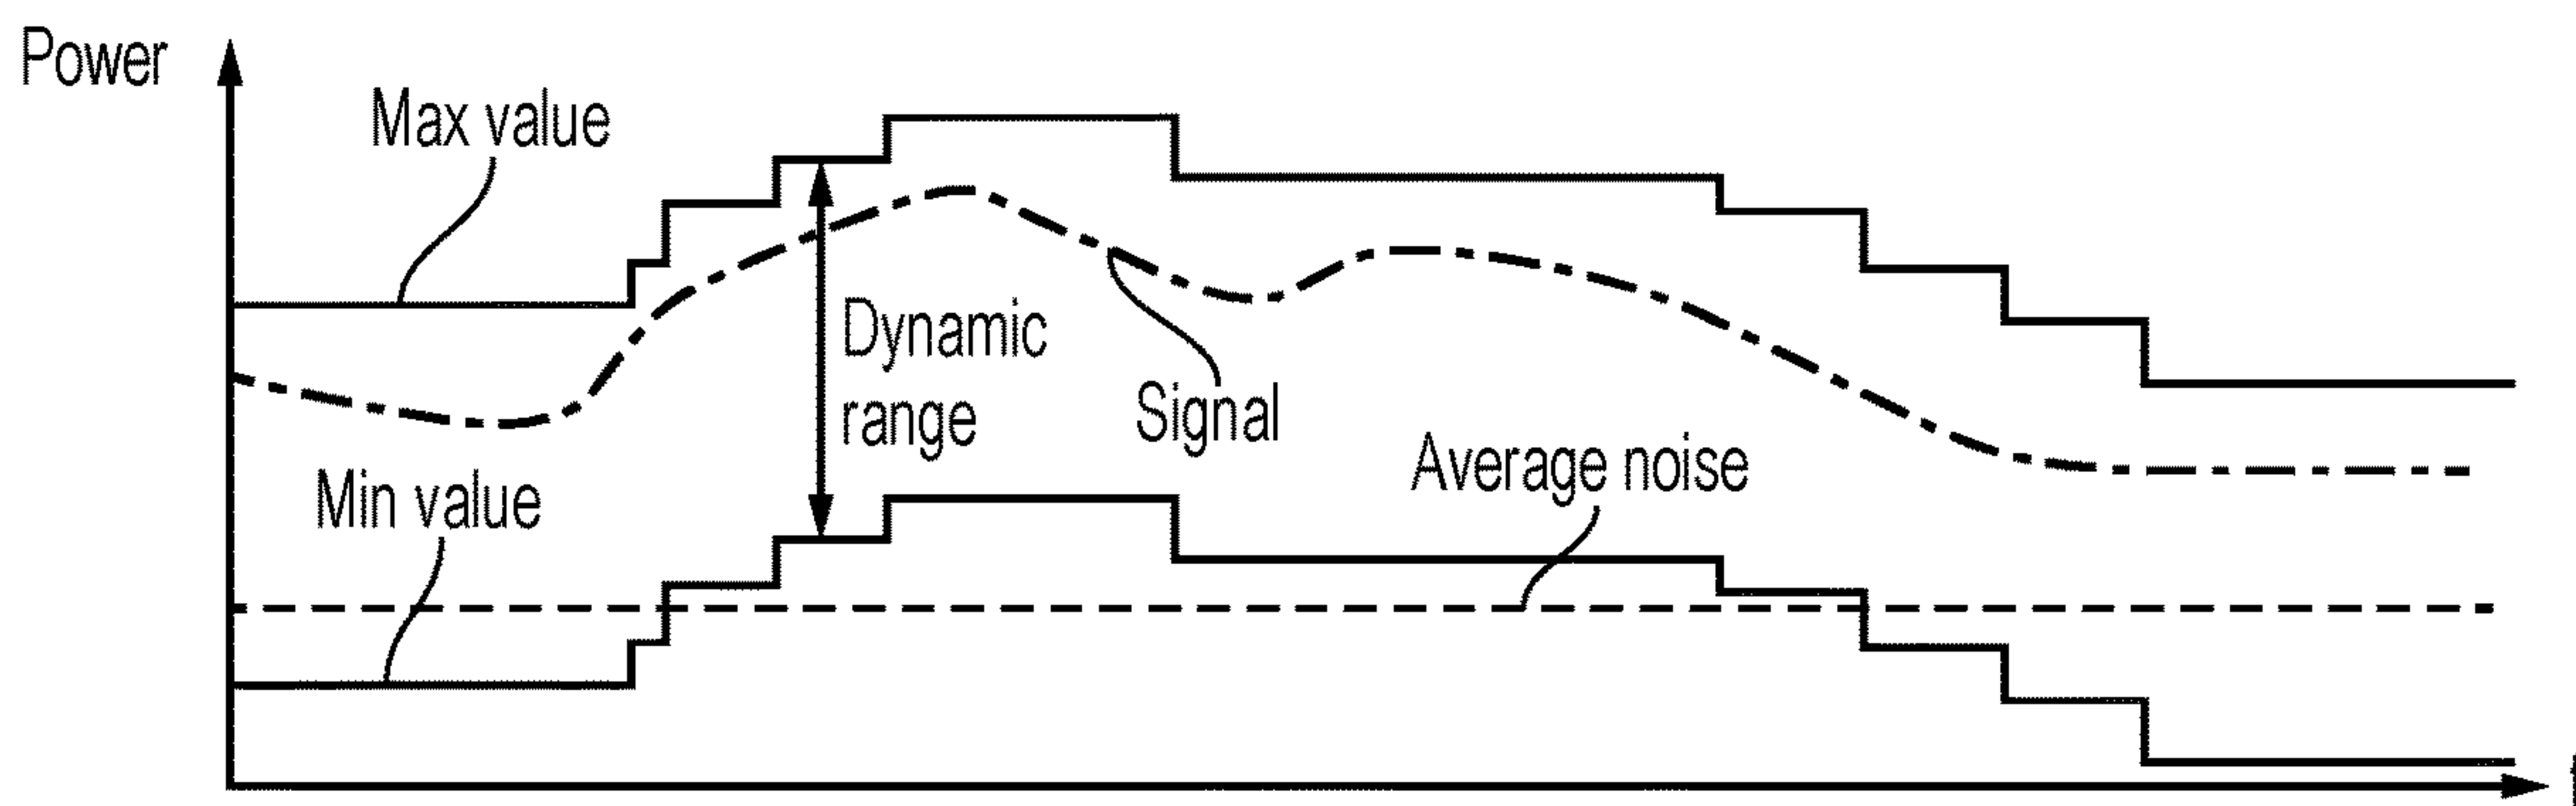 Power
Max value
Dynamic
range
Signal
Average noise
Min value